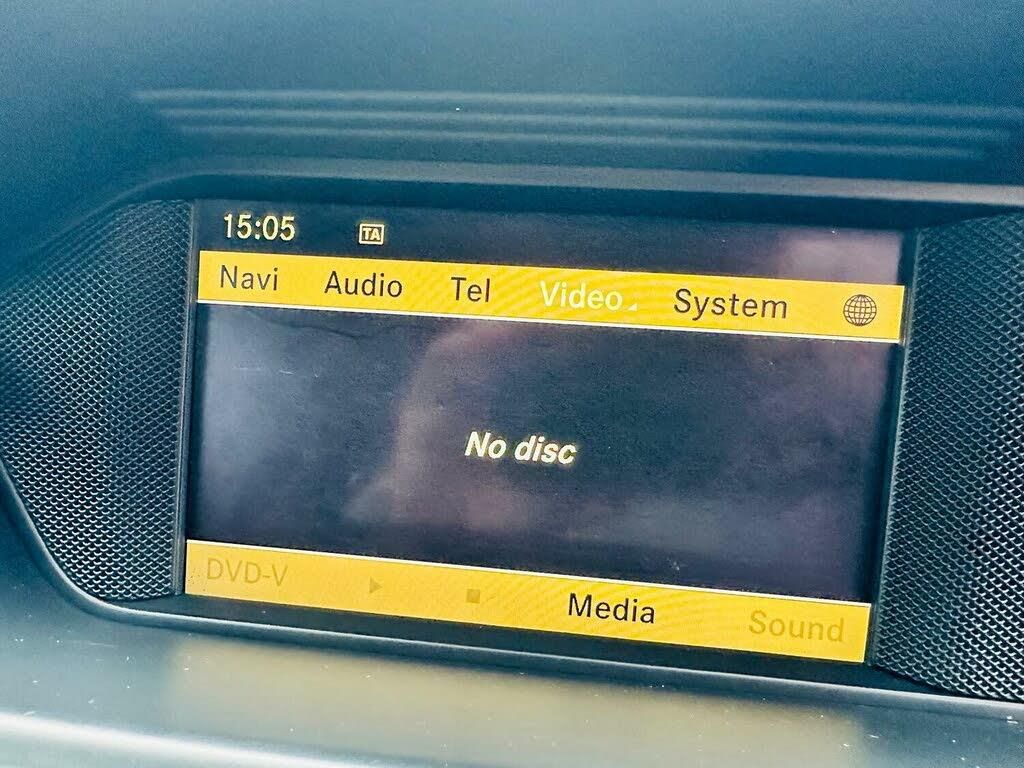 15:05 TA
Navi Audio Tel Video System
No disc
DVD-V Media Sound